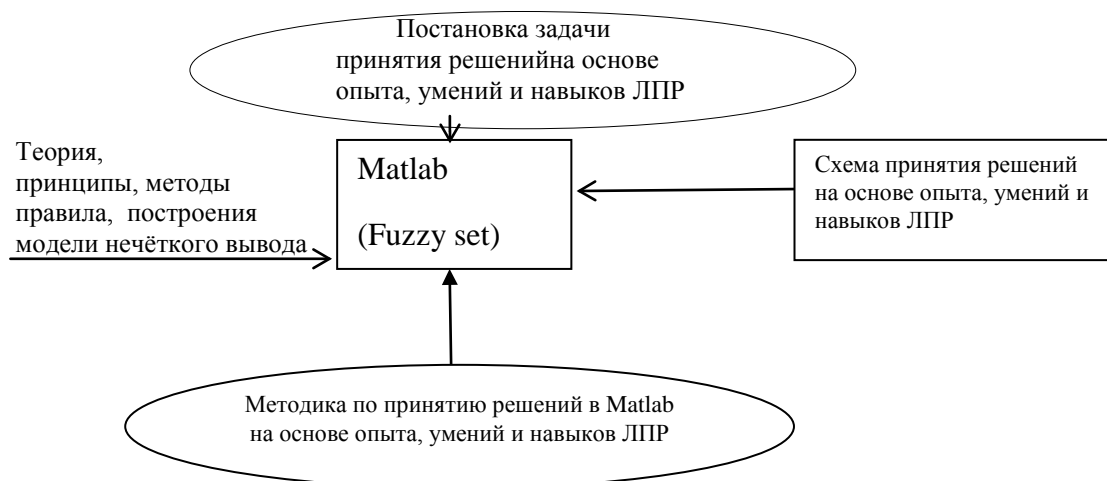 Постановка задачи
принятия решенийна основе
опыта, умений и навыков ЛПР
Теория,
принципы, методы
правила, построения
модели нечёткого вывода
Matlab
(Fuzzy set)
Схема принятия решений
на основе опыта, умений и
навыков ЛПР
Методика по принятию решений в Matlab
на основе опыта, умений и навыков ЛПР